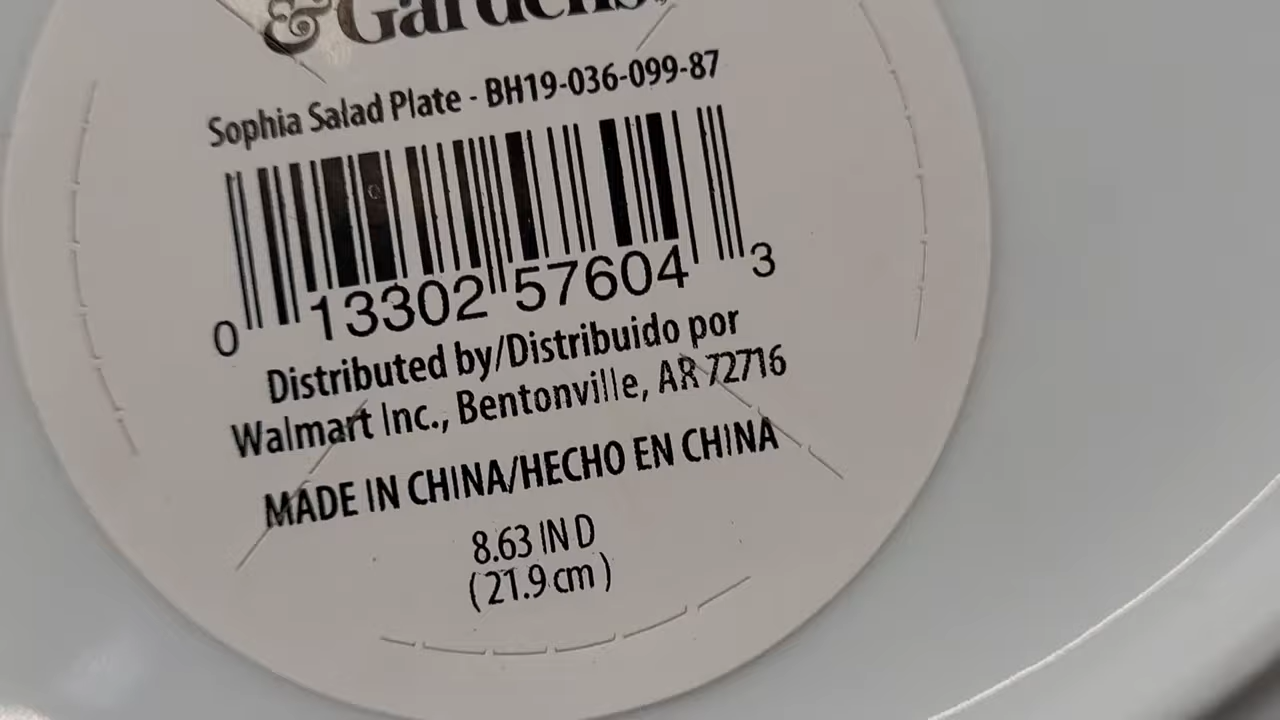 & Gardens
Sophia Salad Plate - BH19-036-099-87
0 13302 57604 3
Distributed by/Distribuido por
Walmart Inc., Bentonville, AR 72716
MADE IN CHINA/HECHO EN CHINA
8.63 IN D
( 21.9 cm )